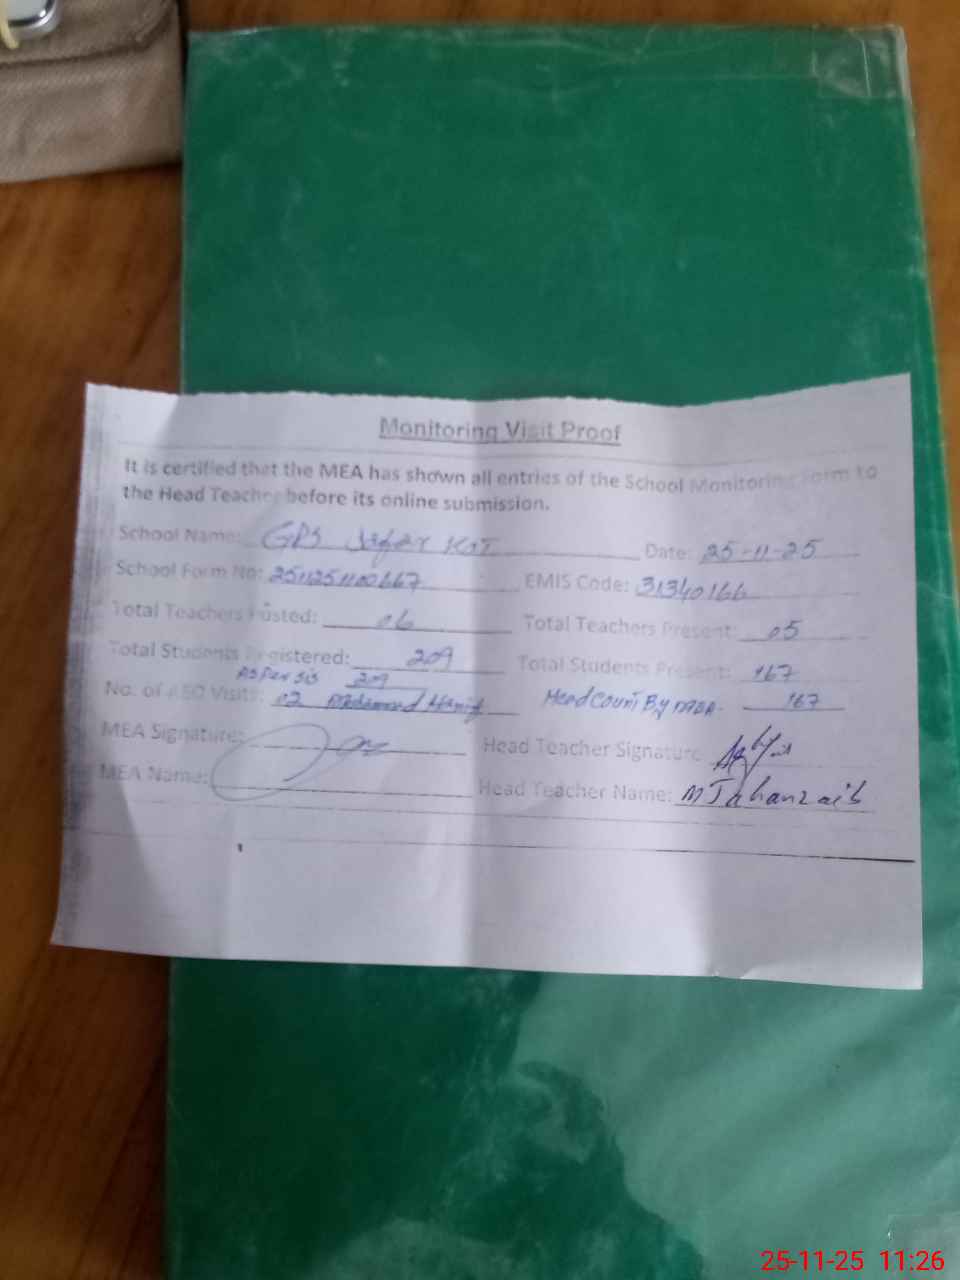 Monitoring Visit Proof
It is certified that the MEA has shown all entries of the School Monitoring Form to
the Head Teacher before its online submission.
School Name: GPS Jafar Kot Date: 25-11-25
School Form No: EMIS Code: 31340166
Total Teachers Posted: 06 Total Teachers Present: 05
Total Students Registered: 209 Total Students Present: 167
As Per SIS 209
No. of AEO Visits: 02 Mohammad Hanif Head Count By MEA 167
MEA Signature: Head Teacher Signature
MEA Name: Head Teacher Name: M Jahanzaib
25-11-25 11:26